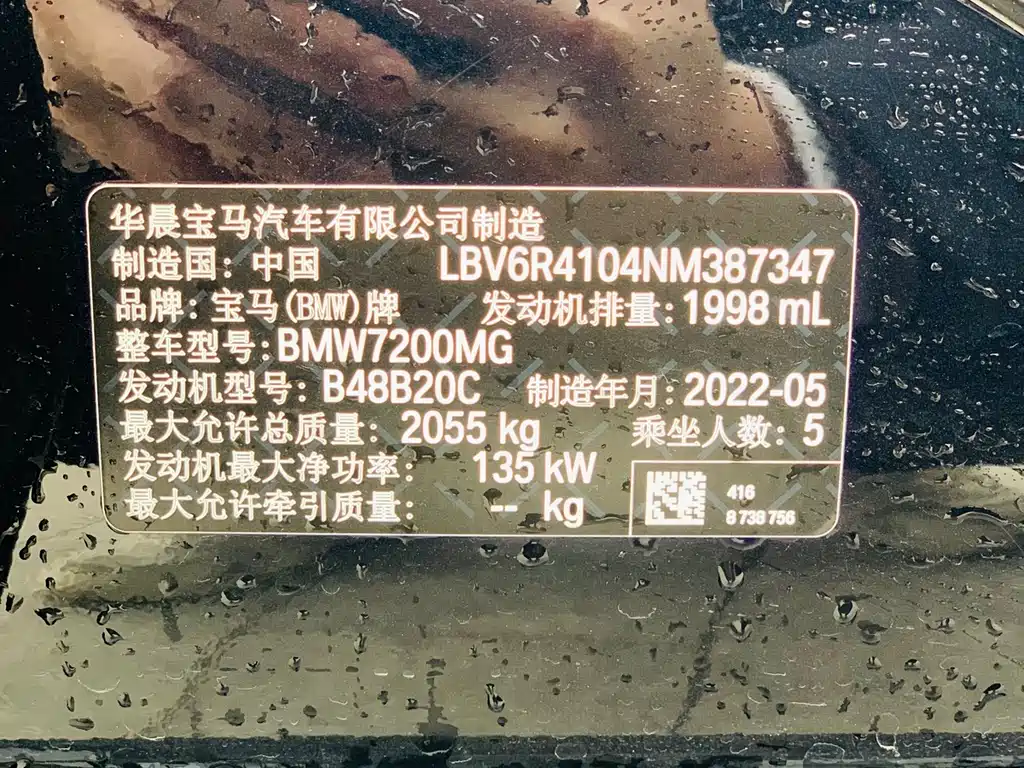 华晨宝马汽车有限公司制造
制造国: 中国 LBV6R4104NM387347
品牌: 宝马(BMW)牌 发动机排量: 1998 mL
整车型号: BMW7200MG
发动机型号: B48B20C 制造年月: 2022-05
最大允许总质量: 2055 kg 乘坐人数: 5
发动机最大净功率: 135 kW
最大允许牵引质量: -- kg
416
8 738 756